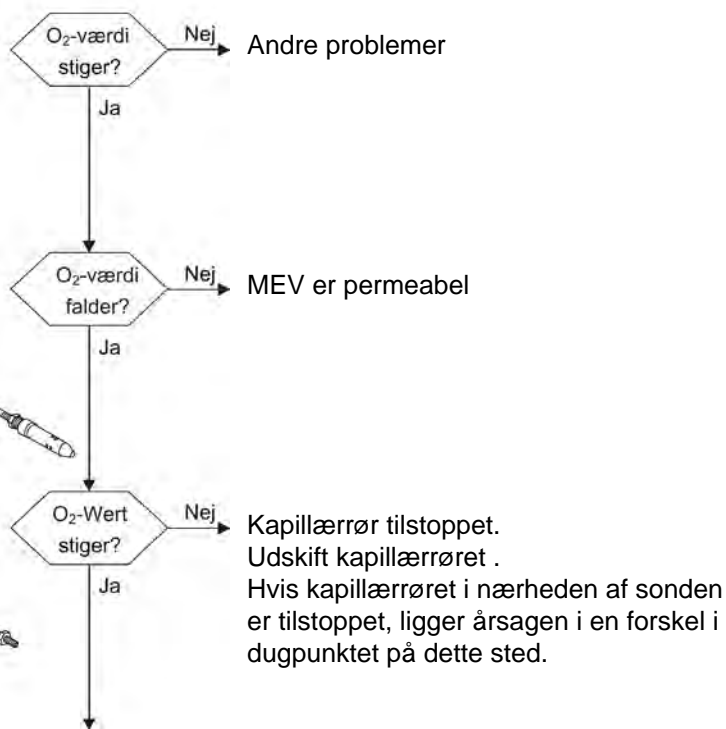 O₂-værdi
stiger?
Nej
Andre problemer
Ja
O₂-værdi
falder?
Nej
MEV er permeabel
Ja
O₂-Wert
stiger?
Nej
Kapillærrør tilstoppet.
Udskift kapillærrøret .
Hvis kapillærrøret i nærheden af sonden
er tilstoppet, ligger årsagen i en forskel i
dugpunktet på dette sted.
Ja